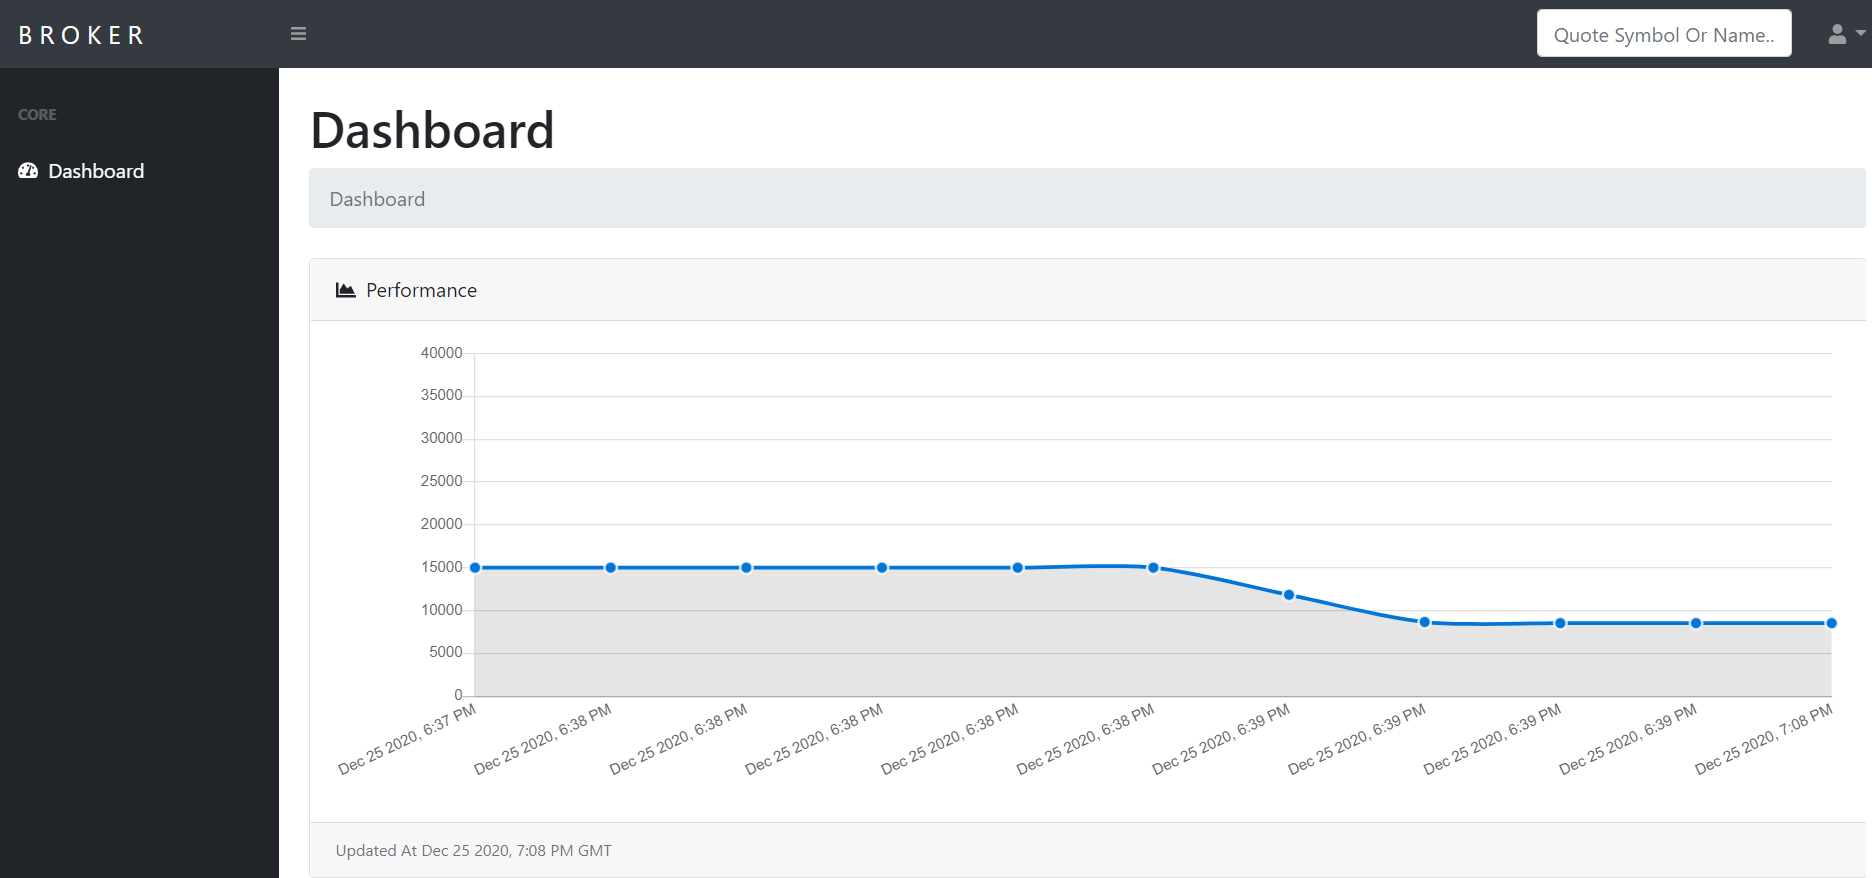 BROKER
Quote Symbol Or Name..
CORE
Dashboard
Dashboard
Dashboard
Performance
40000
35000
30000
25000
20000
15000
10000
5000
0
Dec 25 2020, 6:37 PM
Dec 25 2020, 6:38 PM
Dec 25 2020, 6:38 PM
Dec 25 2020, 6:38 PM
Dec 25 2020, 6:38 PM
Dec 25 2020, 6:38 PM
Dec 25 2020, 6:39 PM
Dec 25 2020, 6:39 PM
Dec 25 2020, 6:39 PM
Dec 25 2020, 6:39 PM
Dec 25 2020, 7:08 PM
Updated At Dec 25 2020, 7:08 PM GMT